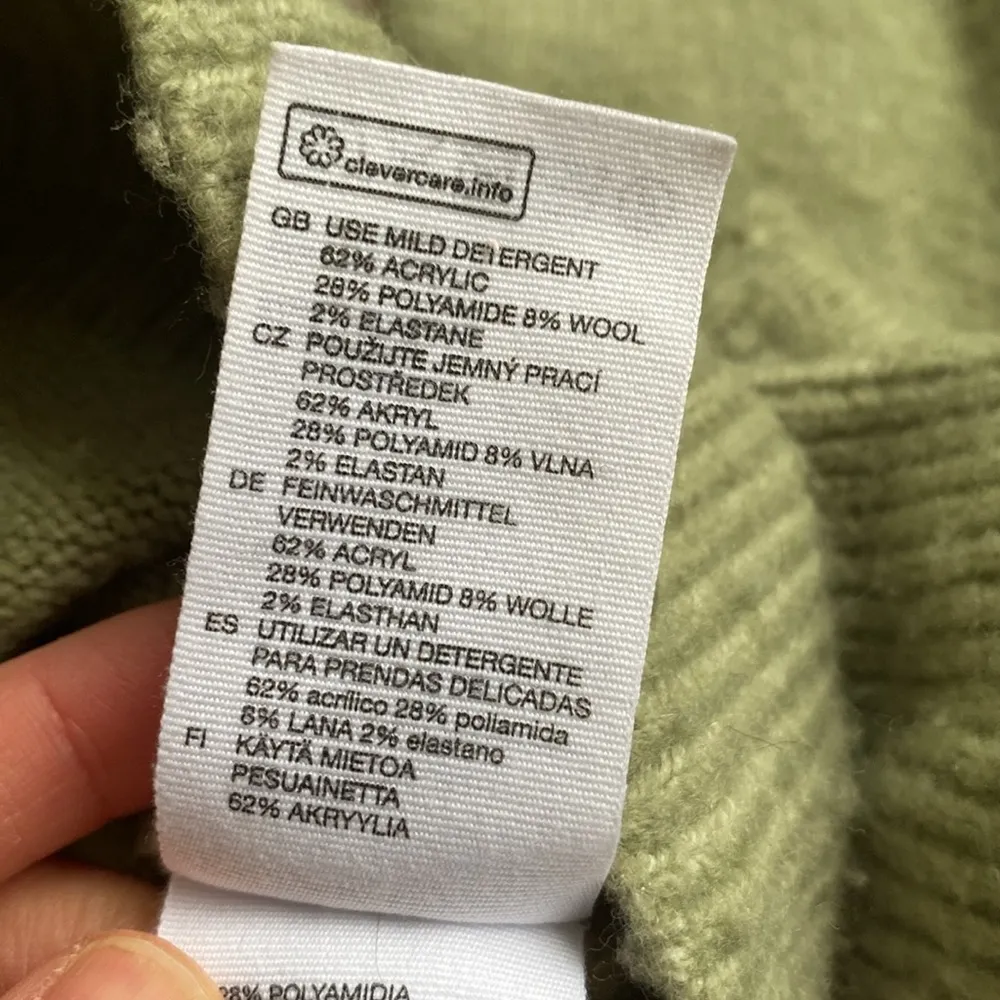 clevercare.info
GB USE MILD DETERGENT
62% ACRYLIC
28% POLYAMIDE 8% WOOL
2% ELASTANE
CZ POUŽIJTE JEMNÝ PRACÍ
PROSTŘEDEK
62% AKRYL
28% POLYAMID 8% VLNA
2% ELASTAN
DE FEINWASCHMITTEL
VERWENDEN
62% ACRYL
28% POLYAMID 8% WOLLE
2% ELASTHAN
ES UTILIZAR UN DETERGENTE
PARA PRENDAS DELICADAS
62% acrílico 28% poliamida
8% LANA 2% elastano
FI KÄYTÄ MIETOA
PESUAINETTA
62% AKRYYLIA
28% POLYAMIDIA